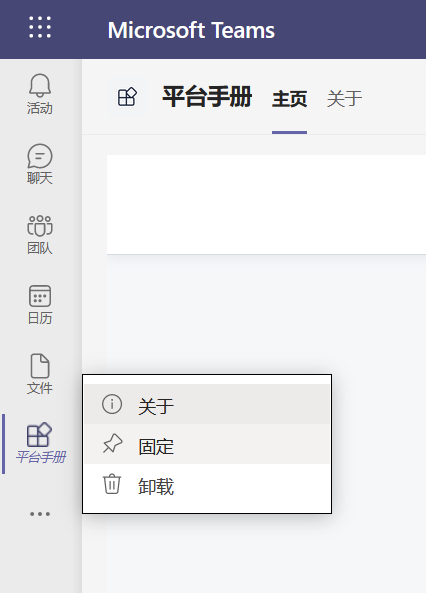 Microsoft Teams
平台手册 主页 关于
活动
聊天
团队
日历
文件
平台手册
关于
固定
卸载